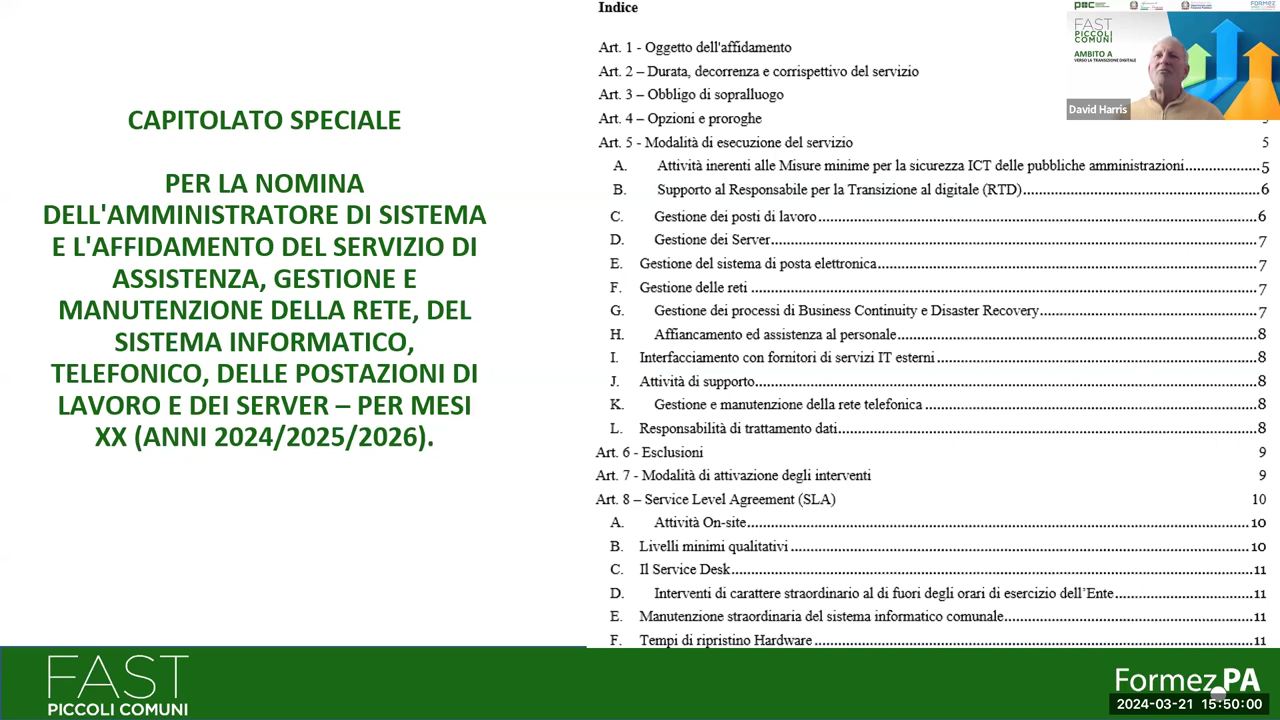 CAPITOLATO SPECIALE
PER LA NOMINA
DELL'AMMINISTRATORE DI SISTEMA
E L'AFFIDAMENTO DEL SERVIZIO DI
ASSISTENZA, GESTIONE E
MANUTENZIONE DELLA RETE, DEL
SISTEMA INFORMATICO,
TELEFONICO, DELLE POSTAZIONI DI
LAVORO E DEI SERVER – PER MESI
XX (ANNI 2024/2025/2026).
Indice
Art. 1 - Oggetto dell'affidamento
Art. 2 – Durata, decorrenza e corrispettivo del servizio
Art. 3 – Obbligo di sopralluogo
Art. 4 – Opzioni e proroghe
Art. 5 - Modalità di esecuzione del servizio 5
A. Attività inerenti alle Misure minime per la sicurezza ICT delle pubbliche amministrazioni 5
B. Supporto al Responsabile per la Transizione al digitale (RTD) 6
C. Gestione dei posti di lavoro 6
D. Gestione dei Server 7
E. Gestione del sistema di posta elettronica 7
F. Gestione delle reti 7
G. Gestione dei processi di Business Continuity e Disaster Recovery 7
H. Affiancamento ed assistenza al personale 8
I. Interfacciamento con fornitori di servizi IT esterni 8
J. Attività di supporto 8
K. Gestione e manutenzione della rete telefonica 8
L. Responsabilità di trattamento dati 8
Art. 6 - Esclusioni 9
Art. 7 - Modalità di attivazione degli interventi 9
Art. 8 – Service Level Agreement (SLA) 10
A. Attività On-site 10
B. Livelli minimi qualitativi 10
C. Il Service Desk 11
D. Interventi di carattere straordinario al di fuori degli orari di esercizio dell'Ente 11
E. Manutenzione straordinaria del sistema informatico comunale 11
F. Tempi di ripristino Hardware 11
FAST
PICCOLI
COMUNI
AMBITO A
VERSO LA TRANSIZIONE DIGITALE
David Harris
FAST
PICCOLI COMUNI
Formez PA
2024-03-21 15:50:00